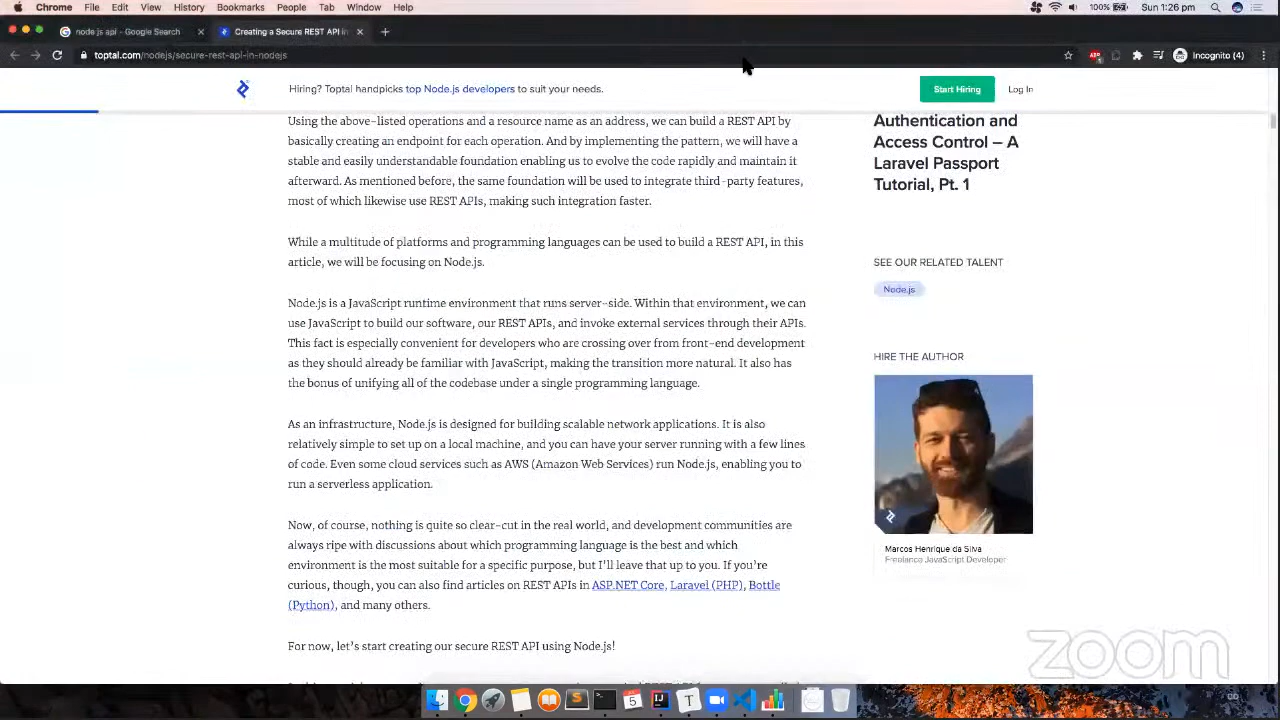 Chrome File Edit View History Bookmarks People Tab Window Help 100% Sun 1:26 pm
node js api - Google Search Creating a Secure REST API in
toptal.com/nodejs/secure-rest-api-in-nodejs Incognito (4)
Hiring? Toptal handpicks top Node.js developers to suit your needs. Start Hiring Log In
Using the above-listed operations and a resource name as an address, we can build a REST API by
basically creating an endpoint for each operation. And by implementing the pattern, we will have a
stable and easily understandable foundation enabling us to evolve the code rapidly and maintain it
afterward. As mentioned before, the same foundation will be used to integrate third-party features,
most of which likewise use REST APIs, making such integration faster.
While a multitude of platforms and programming languages can be used to build a REST API, in this
article, we will be focusing on Node.js.
Node.js is a JavaScript runtime environment that runs server-side. Within that environment, we can
use JavaScript to build our software, our REST APIs, and invoke external services through their APIs.
This fact is especially convenient for developers who are crossing over from front-end development
as they should already be familiar with JavaScript, making the transition more natural. It also has
the bonus of unifying all of the codebase under a single programming language.
As an infrastructure, Node.js is designed for building scalable network applications. It is also
relatively simple to set up on a local machine, and you can have your server running with a few lines
of code. Even some cloud services such as AWS (Amazon Web Services) run Node.js, enabling you to
run a serverless application.
Now, of course, nothing is quite so clear-cut in the real world, and development communities are
always ripe with discussions about which programming language is the best and which
environment is the most suitable for a specific purpose, but I'll leave that up to you. If you're
curious, though, you can also find articles on REST APIs in ASP.NET Core, Laravel (PHP), Bottle
(Python), and many others.
For now, let's start creating our secure REST API using Node.js!
Authentication and
Access Control – A
Laravel Passport
Tutorial, Pt. 1
SEE OUR RELATED TALENT
Node.js
HIRE THE AUTHOR
Marcos Henrique da Silva
Freelance JavaScript Developer
zoom
5